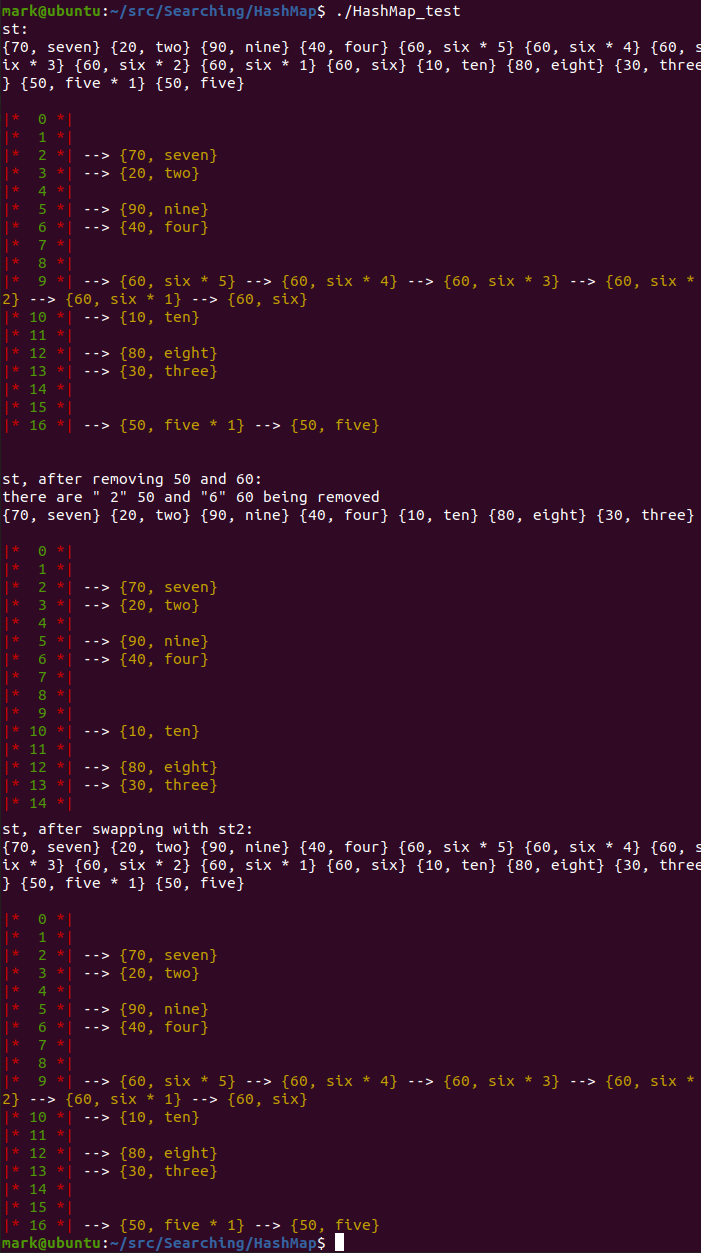 mark@ubuntu:~/src/Searching/HashMap$ ./HashMap_test
st:
{70, seven} {20, two} {90, nine} {40, four} {60, six * 5} {60, six * 4} {60, s
ix * 3} {60, six * 2} {60, six * 1} {60, six} {10, ten} {80, eight} {30, three
} {50, five * 1} {50, five}
|*  0 *|
|*  1 *|
|*  2 *| --> {70, seven}
|*  3 *| --> {20, two}
|*  4 *|
|*  5 *| --> {90, nine}
|*  6 *| --> {40, four}
|*  7 *|
|*  8 *|
|*  9 *| --> {60, six * 5} --> {60, six * 4} --> {60, six * 3} --> {60, six *
2} --> {60, six * 1} --> {60, six}
|* 10 *| --> {10, ten}
|* 11 *|
|* 12 *| --> {80, eight}
|* 13 *| --> {30, three}
|* 14 *|
|* 15 *|
|* 16 *| --> {50, five * 1} --> {50, five}
st, after removing 50 and 60:
there are " 2" 50 and "6" 60 being removed
{70, seven} {20, two} {90, nine} {40, four} {10, ten} {80, eight} {30, three}
|*  0 *|
|*  1 *|
|*  2 *| --> {70, seven}
|*  3 *| --> {20, two}
|*  4 *|
|*  5 *| --> {90, nine}
|*  6 *| --> {40, four}
|*  7 *|
|*  8 *|
|*  9 *|
|* 10 *| --> {10, ten}
|* 11 *|
|* 12 *| --> {80, eight}
|* 13 *| --> {30, three}
|* 14 *|
st, after swapping with st2:
{70, seven} {20, two} {90, nine} {40, four} {60, six * 5} {60, six * 4} {60, s
ix * 3} {60, six * 2} {60, six * 1} {60, six} {10, ten} {80, eight} {30, three
} {50, five * 1} {50, five}
|*  0 *|
|*  1 *|
|*  2 *| --> {70, seven}
|*  3 *| --> {20, two}
|*  4 *|
|*  5 *| --> {90, nine}
|*  6 *| --> {40, four}
|*  7 *|
|*  8 *|
|*  9 *| --> {60, six * 5} --> {60, six * 4} --> {60, six * 3} --> {60, six *
2} --> {60, six * 1} --> {60, six}
|* 10 *| --> {10, ten}
|* 11 *|
|* 12 *| --> {80, eight}
|* 13 *| --> {30, three}
|* 14 *|
|* 15 *|
|* 16 *| --> {50, five * 1} --> {50, five}
mark@ubuntu:~/src/Searching/HashMap$